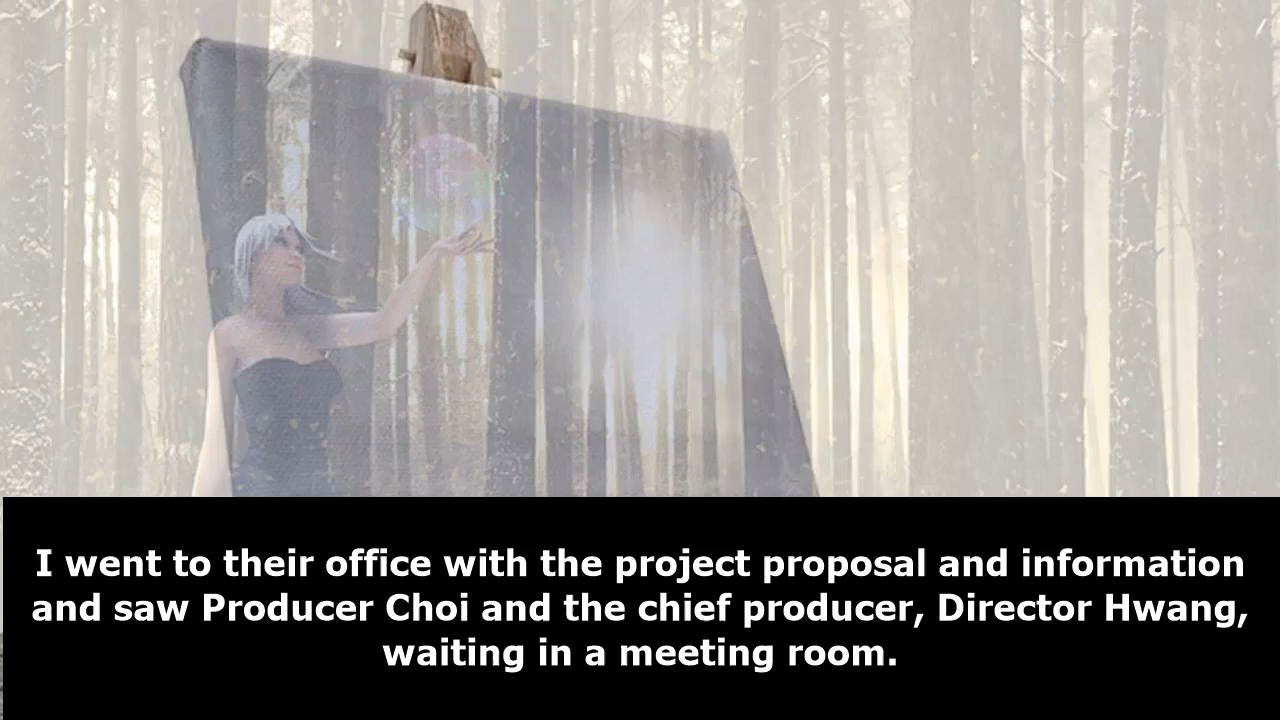 I went to their office with the project proposal and information
and saw Producer Choi and the chief producer, Director Hwang,
waiting in a meeting room.